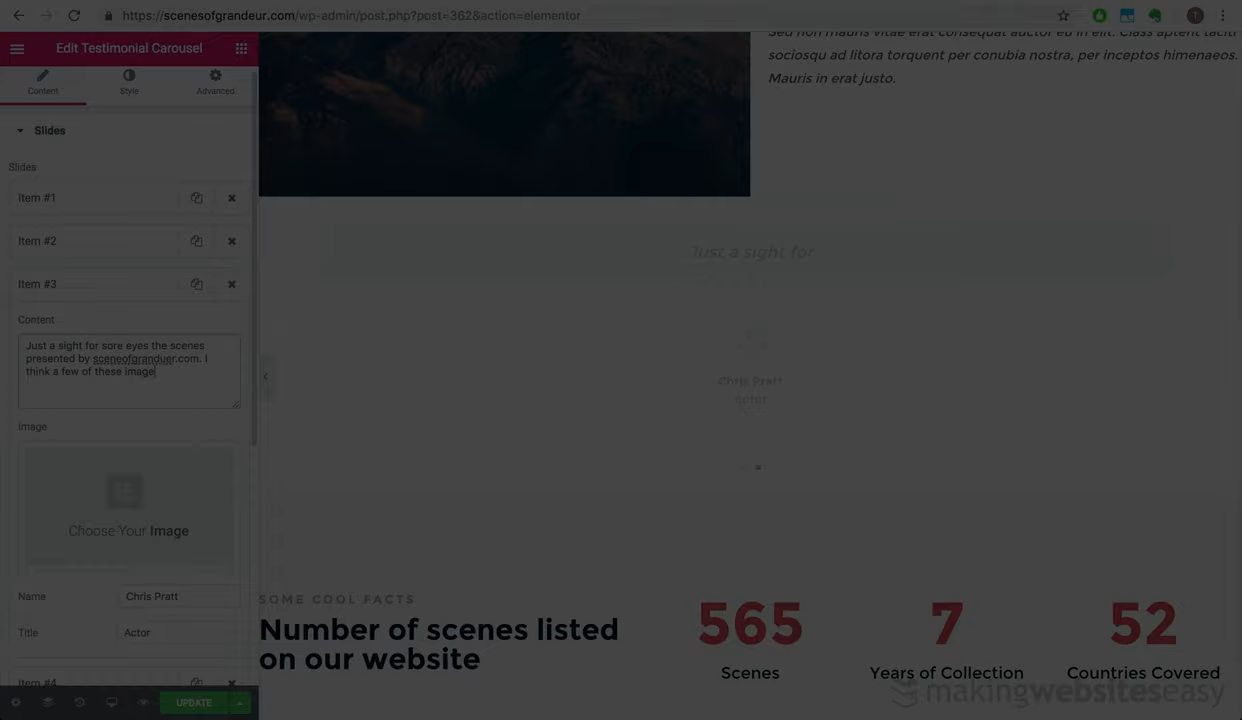 https://scenesofgrandeur.com/wp-admin/post.php?post=362&action=elementor
T
Edit Testimonial Carousel
Content
Style
Advanced
Slides
Slides
Item #1
Item #2
Item #3
Content
Just a sight for sore eyes the scenes
presented by sceneofgranduer.com. I
think a few of these image
Image
Choose Your Image
Name
Chris Pratt
Title
Actor
Item #4
UPDATE
Sed non mauris vitae erat consequat auctor eu in elit. Class aptent taciti
sociosqu ad litora torquent per conubia nostra, per inceptos himenaeos.
Mauris in erat justo.
Just a sight for
Chris Pratt
Actor
SOME COOL FACTS
Number of scenes listed
on our website
565
Scenes
7
Years of Collection
52
Countries Covered
makingwebsiteseasy